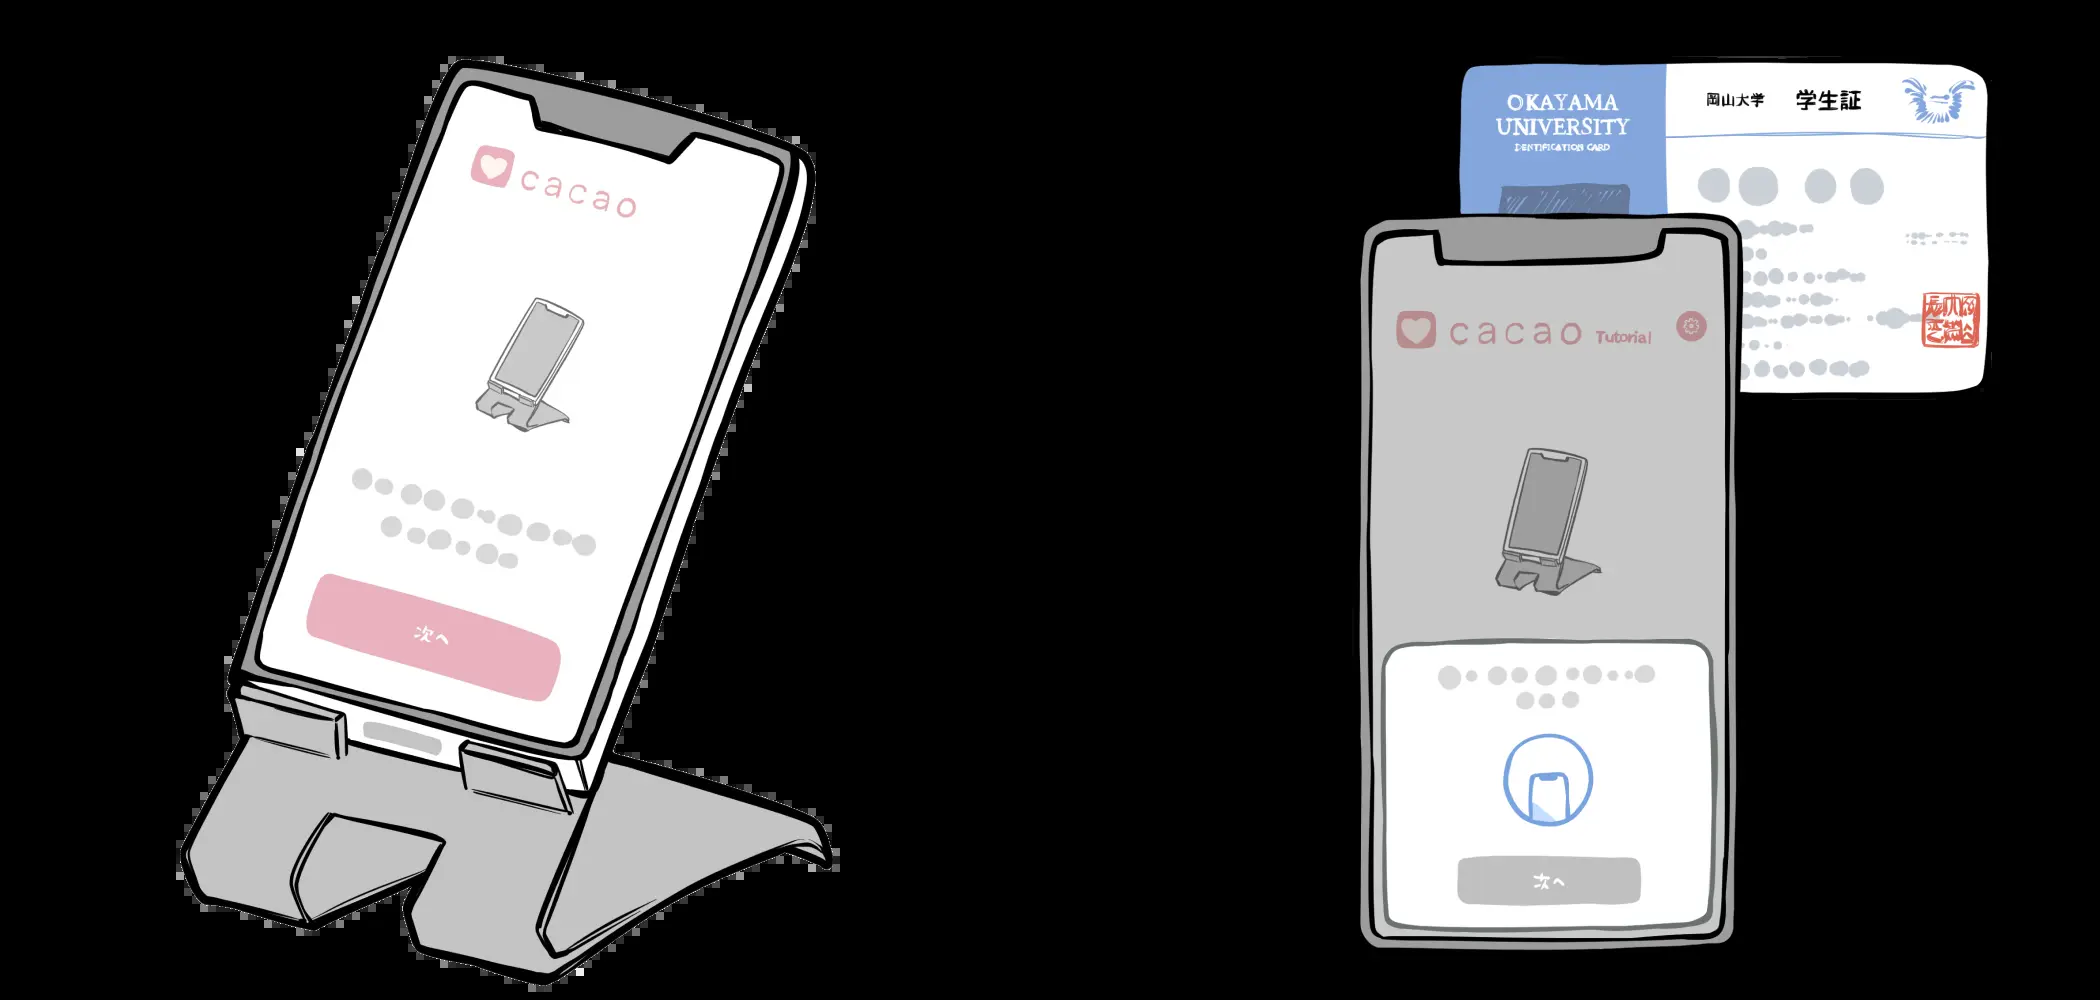 cacao
次へ
OKAYAMA
UNIVERSITY
IDENTIFICATION CARD
岡山大学 学生証
cacao Tutorial
次へ